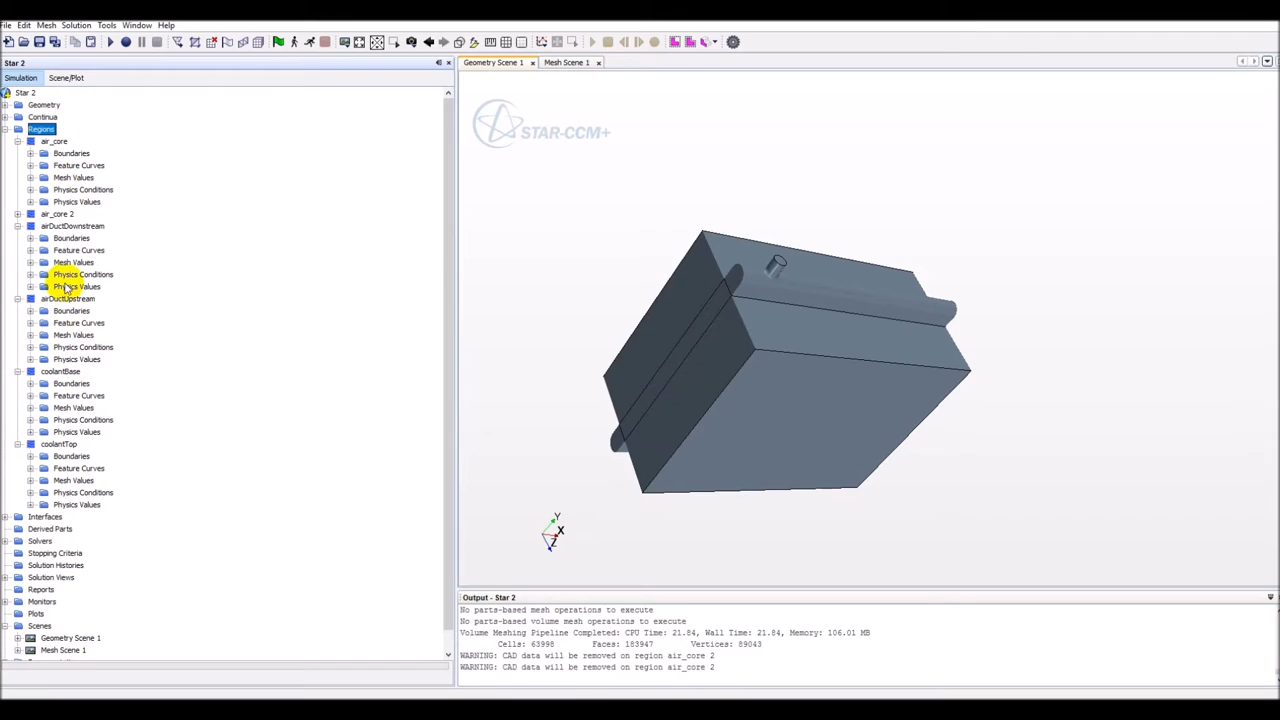 File Edit Mesh Solution Tools Window Help
Star 2
Geometry Scene 1 Mesh Scene 1
Simulation Scene/Plot
Star 2
Geometry
Continua
Regions
air_core
Boundaries
Feature Curves
Mesh Values
Physics Conditions
Physics Values
air_core 2
airDuctDownstream
Boundaries
Feature Curves
Mesh Values
Physics Conditions
Physics Values
airDuctUpstream
Boundaries
Feature Curves
Mesh Values
Physics Conditions
Physics Values
coolantBase
Boundaries
Feature Curves
Mesh Values
Physics Conditions
Physics Values
coolantTop
Boundaries
Feature Curves
Mesh Values
Physics Conditions
Physics Values
Interfaces
Derived Parts
Solvers
Stopping Criteria
Solution Histories
Solution Views
Reports
Monitors
Plots
Scenes
Geometry Scene 1
Mesh Scene 1
STAR-CCM+
Y
X
Z
Output - Star 2
No parts-based mesh operations to execute
No parts-based volume mesh operations to execute
Volume Meshing Pipeline Completed: CPU Time: 21.84, Wall Time: 21.84, Memory: 106.01 MB
Cells: 63998 Faces: 183947 Vertices: 89043
WARNING: CAD data will be removed on region air_core 2
WARNING: CAD data will be removed on region air_core 2